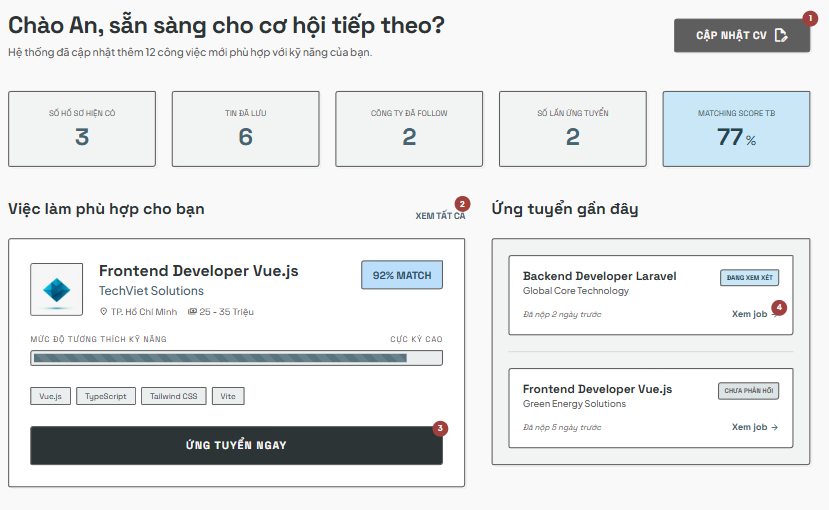 Chào An, sẵn sàng cho cơ hội tiếp theo?
Hệ thống đã cập nhật thêm 12 công việc mới phù hợp với kỹ năng của bạn.
CẬP NHẬT CV
1
SỐ HỒ SƠ HIỆN CÓ
3
TIN ĐÃ LƯU
6
CÔNG TY ĐÃ FOLLOW
2
SỐ LẦN ỨNG TUYỂN
2
MATCHING SCORE TB
77 %
Việc làm phù hợp cho bạn
XEM TẤT CẢ
2
Frontend Developer Vue.js
92% MATCH
TechViet Solutions
TP. Hồ Chí Minh 25 - 35 Triệu
MỨC ĐỘ TƯƠNG THÍCH KỸ NĂNG CỰC KỲ CAO
Vue.js TypeScript Tailwind CSS Vite
ỨNG TUYỂN NGAY
3
Ứng tuyển gần đây
Backend Developer Laravel
ĐANG XEM XÉT
Global Core Technology
Đã nộp 2 ngày trước
Xem job →
4
Frontend Developer Vue.js
CHƯA PHẢN HỒI
Green Energy Solutions
Đã nộp 5 ngày trước
Xem job →